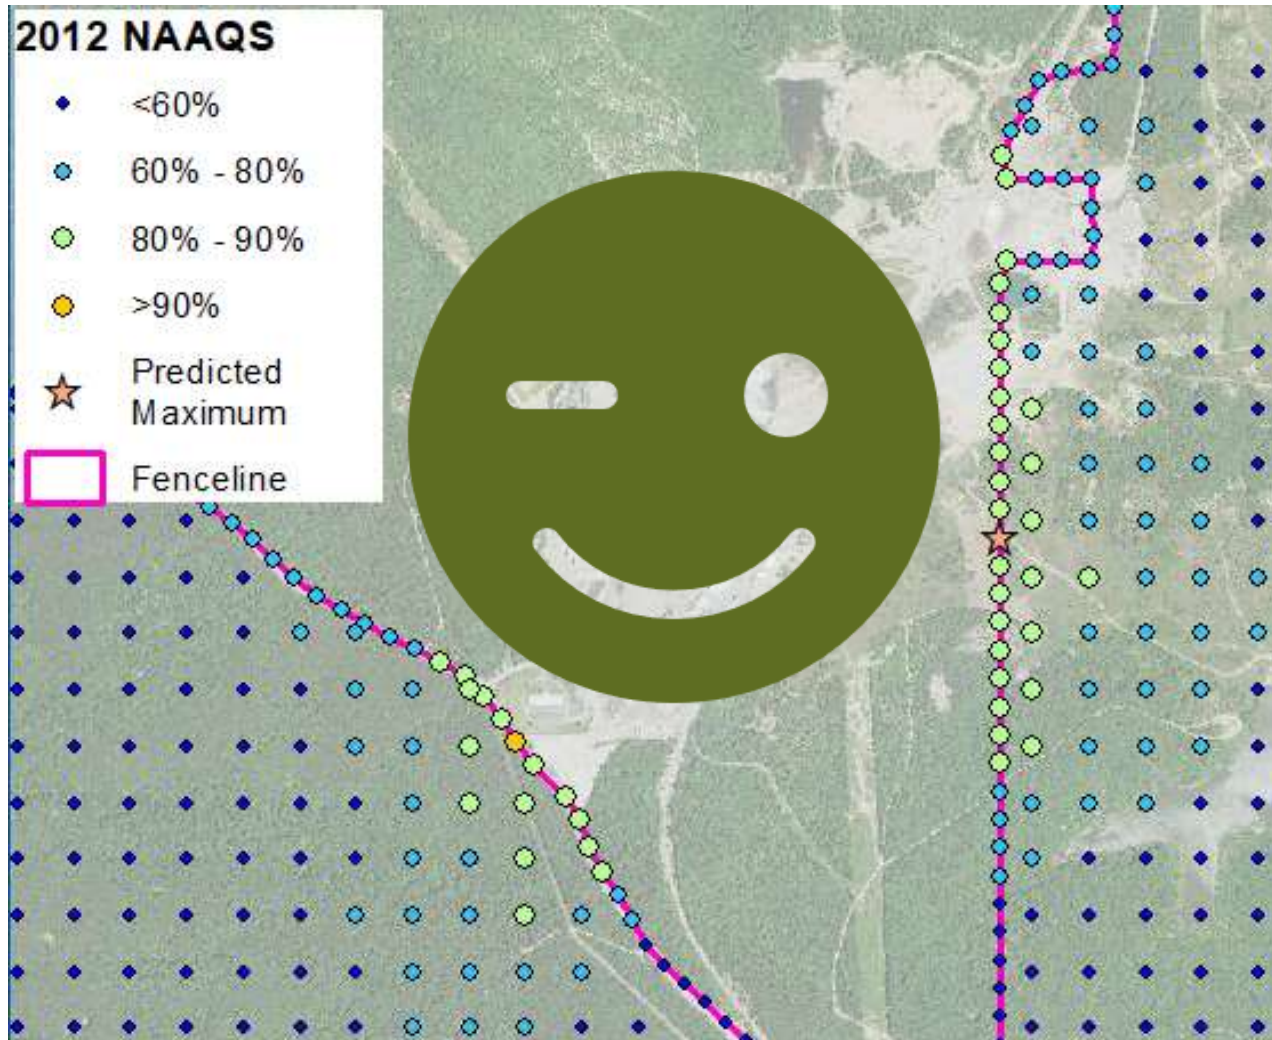 2012 NAAQS
<60%
60% - 80%
80% - 90%
>90%
Predicted
Maximum
Fenceline